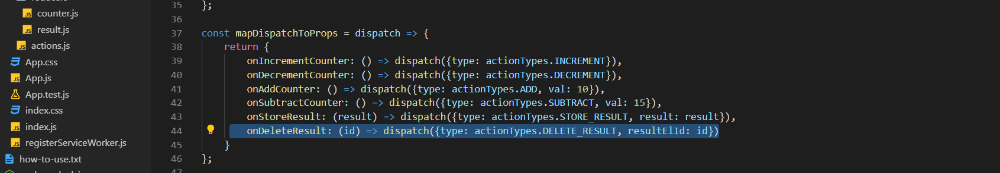 counter.js
result.js
actions.js
App.css
App.js
App.test.js
index.css
index.js
registerServiceWorker.js
how-to-use.txt
35 };
36
37 const mapDispatchToProps = dispatch => {
38 return {
39 onIncrementCounter: () => dispatch({type: actionTypes.INCREMENT}),
40 onDecrementCounter: () => dispatch({type: actionTypes.DECREMENT}),
41 onAddCounter: () => dispatch({type: actionTypes.ADD, val: 10}),
42 onSubtractCounter: () => dispatch({type: actionTypes.SUBTRACT, val: 15}),
43 onStoreResult: (result) => dispatch({type: actionTypes.STORE_RESULT, result: result}),
44 onDeleteResult: (id) => dispatch({type: actionTypes.DELETE_RESULT, resultElId: id})
45 }
46 };
47